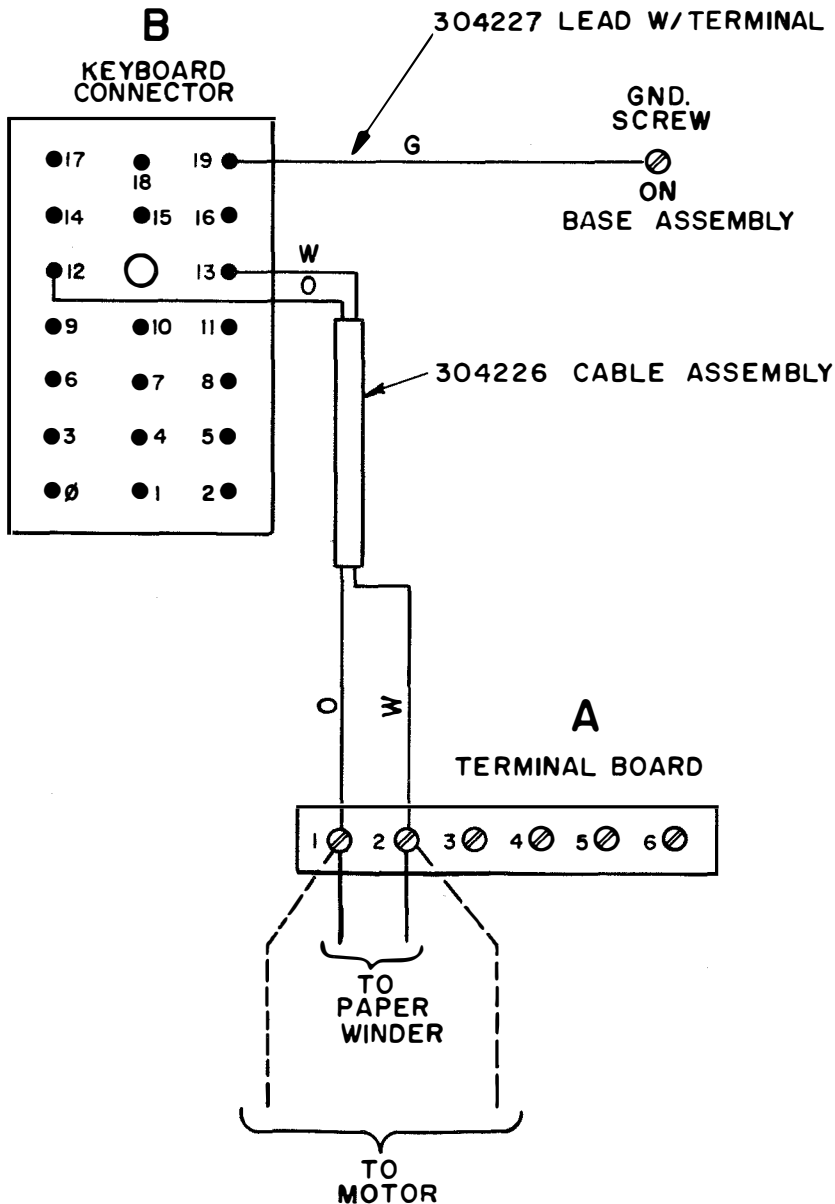 B
304227 LEAD W/TERMINAL
KEYBOARD
CONNECTOR
GND.
SCREW
G
ON
BASE ASSEMBLY
17 18 19
14 15 16
12 13
W
O
9 10 11
6 7 8
304226 CABLE ASSEMBLY
3 4 5
Ø 1 2
O W
A
TERMINAL BOARD
1 2 3 4 5 6
TO
PAPER
WINDER
TO
MOTOR